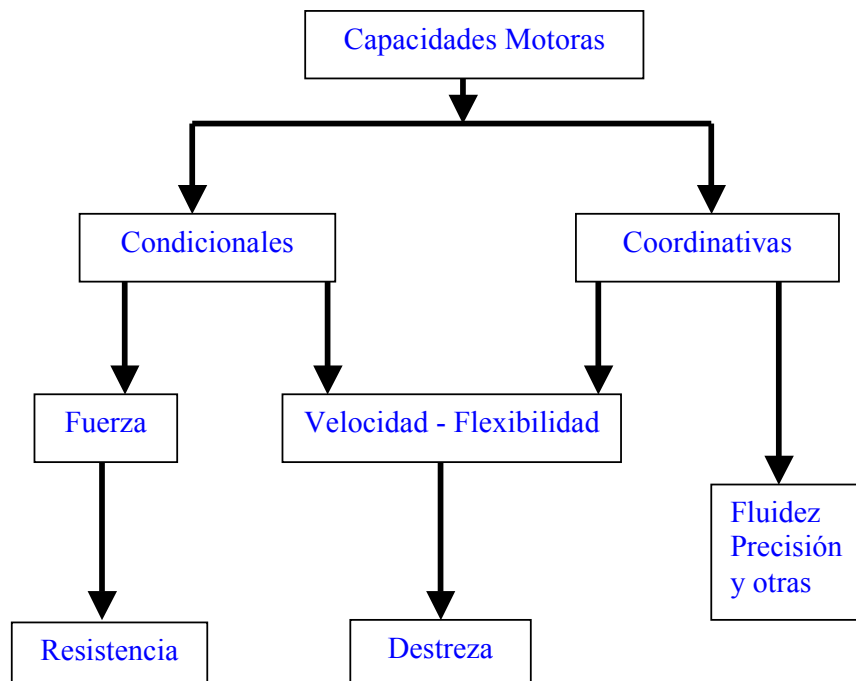 Capacidades Motoras
Condicionales
Coordinativas
Fuerza
Velocidad - Flexibilidad
Fluidez
Precisión
y otras
Resistencia
Destreza